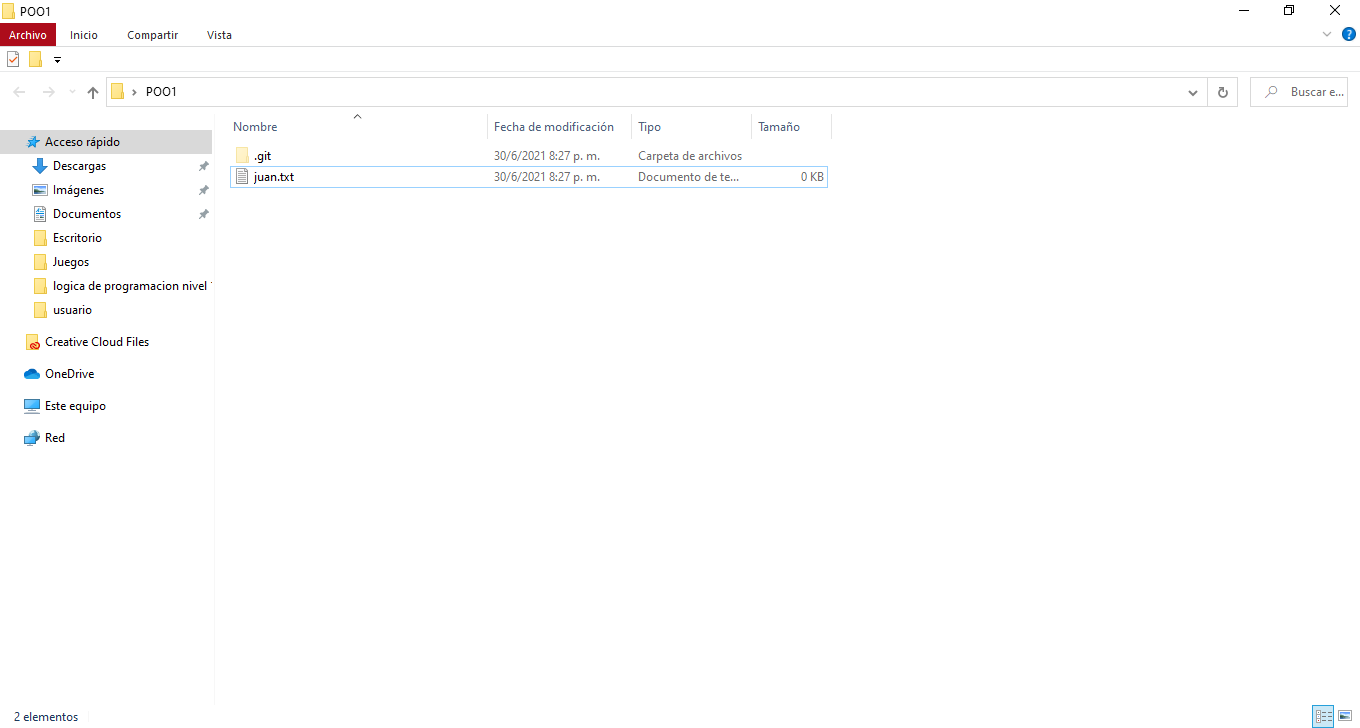 POO1
Archivo Inicio Compartir Vista
POO1
Buscar e...
Nombre Fecha de modificación Tipo Tamaño
.git 30/6/2021 8:27 p. m. Carpeta de archivos
juan.txt 30/6/2021 8:27 p. m. Documento de te... 0 KB
Acceso rápido
Descargas
Imágenes
Documentos
Escritorio
Juegos
logica de programacion nivel
usuario
Creative Cloud Files
OneDrive
Este equipo
Red
2 elementos